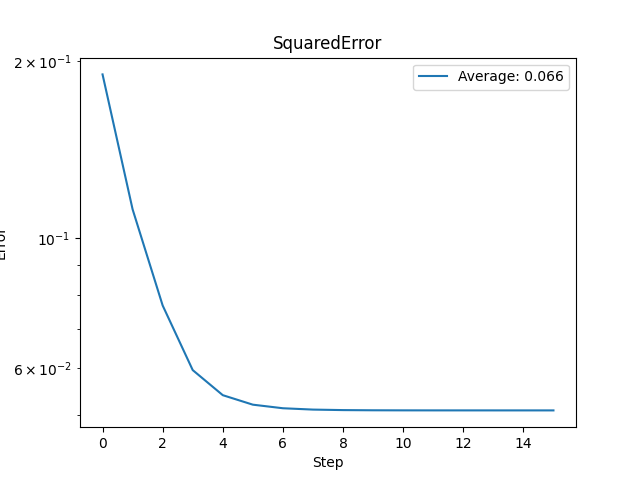 SquaredError
Average: 0.066
2 × 10⁻¹
10⁻¹
6 × 10⁻²
Error
0 2 4 6 8 10 12 14
Step